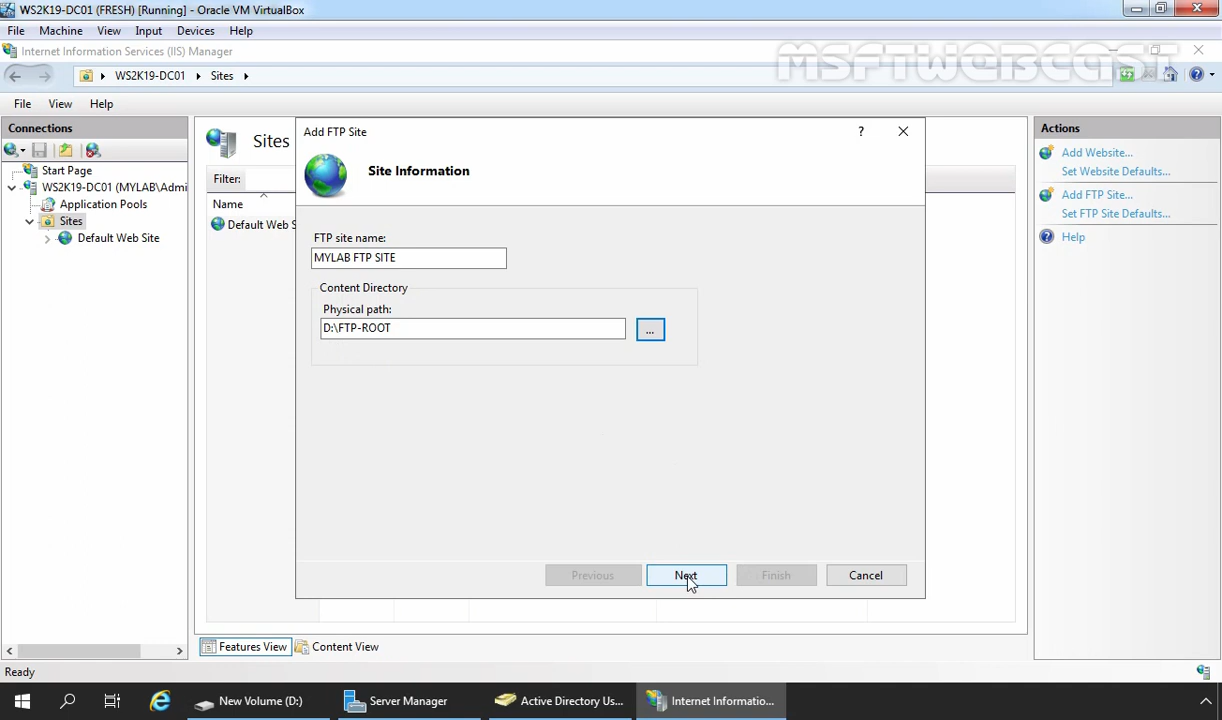 WS2K19-DC01 (FRESH) [Running] - Oracle VM VirtualBox
File Machine View Input Devices Help
Internet Information Services (IIS) Manager
MSFTWEBCAST
WS2K19-DC01 Sites
File View Help
Connections
Start Page
WS2K19-DC01 (MYLAB\Admi
Application Pools
Sites
Default Web Site
Sites
Filter:
Name
Default Web S
Add FTP Site
?
Site Information
FTP site name:
MYLAB FTP SITE
Content Directory
Physical path:
D:\FTP-ROOT
...
Previous Next Finish Cancel
Features View Content View
Actions
Add Website...
Set Website Defaults...
Add FTP Site...
Set FTP Site Defaults...
Help
Ready
New Volume (D:) Server Manager Active Directory Us... Internet Informatio...